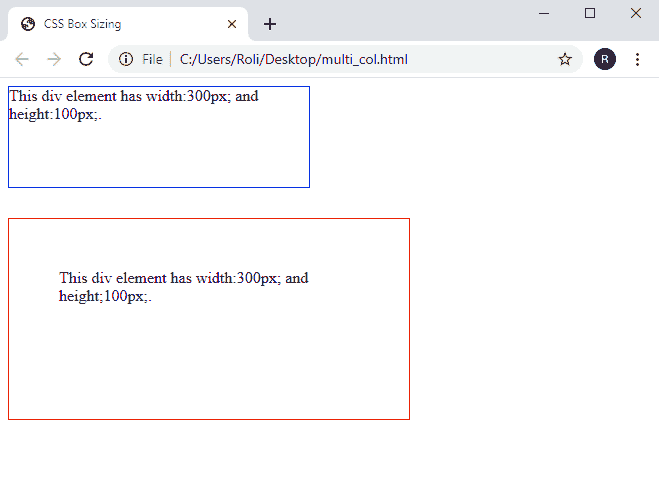 CSS Box Sizing
File | C:/Users/Roli/Desktop/multi_col.html
R
This div element has width:300px; and
height:100px;.
This div element has width:300px; and
height;100px;.